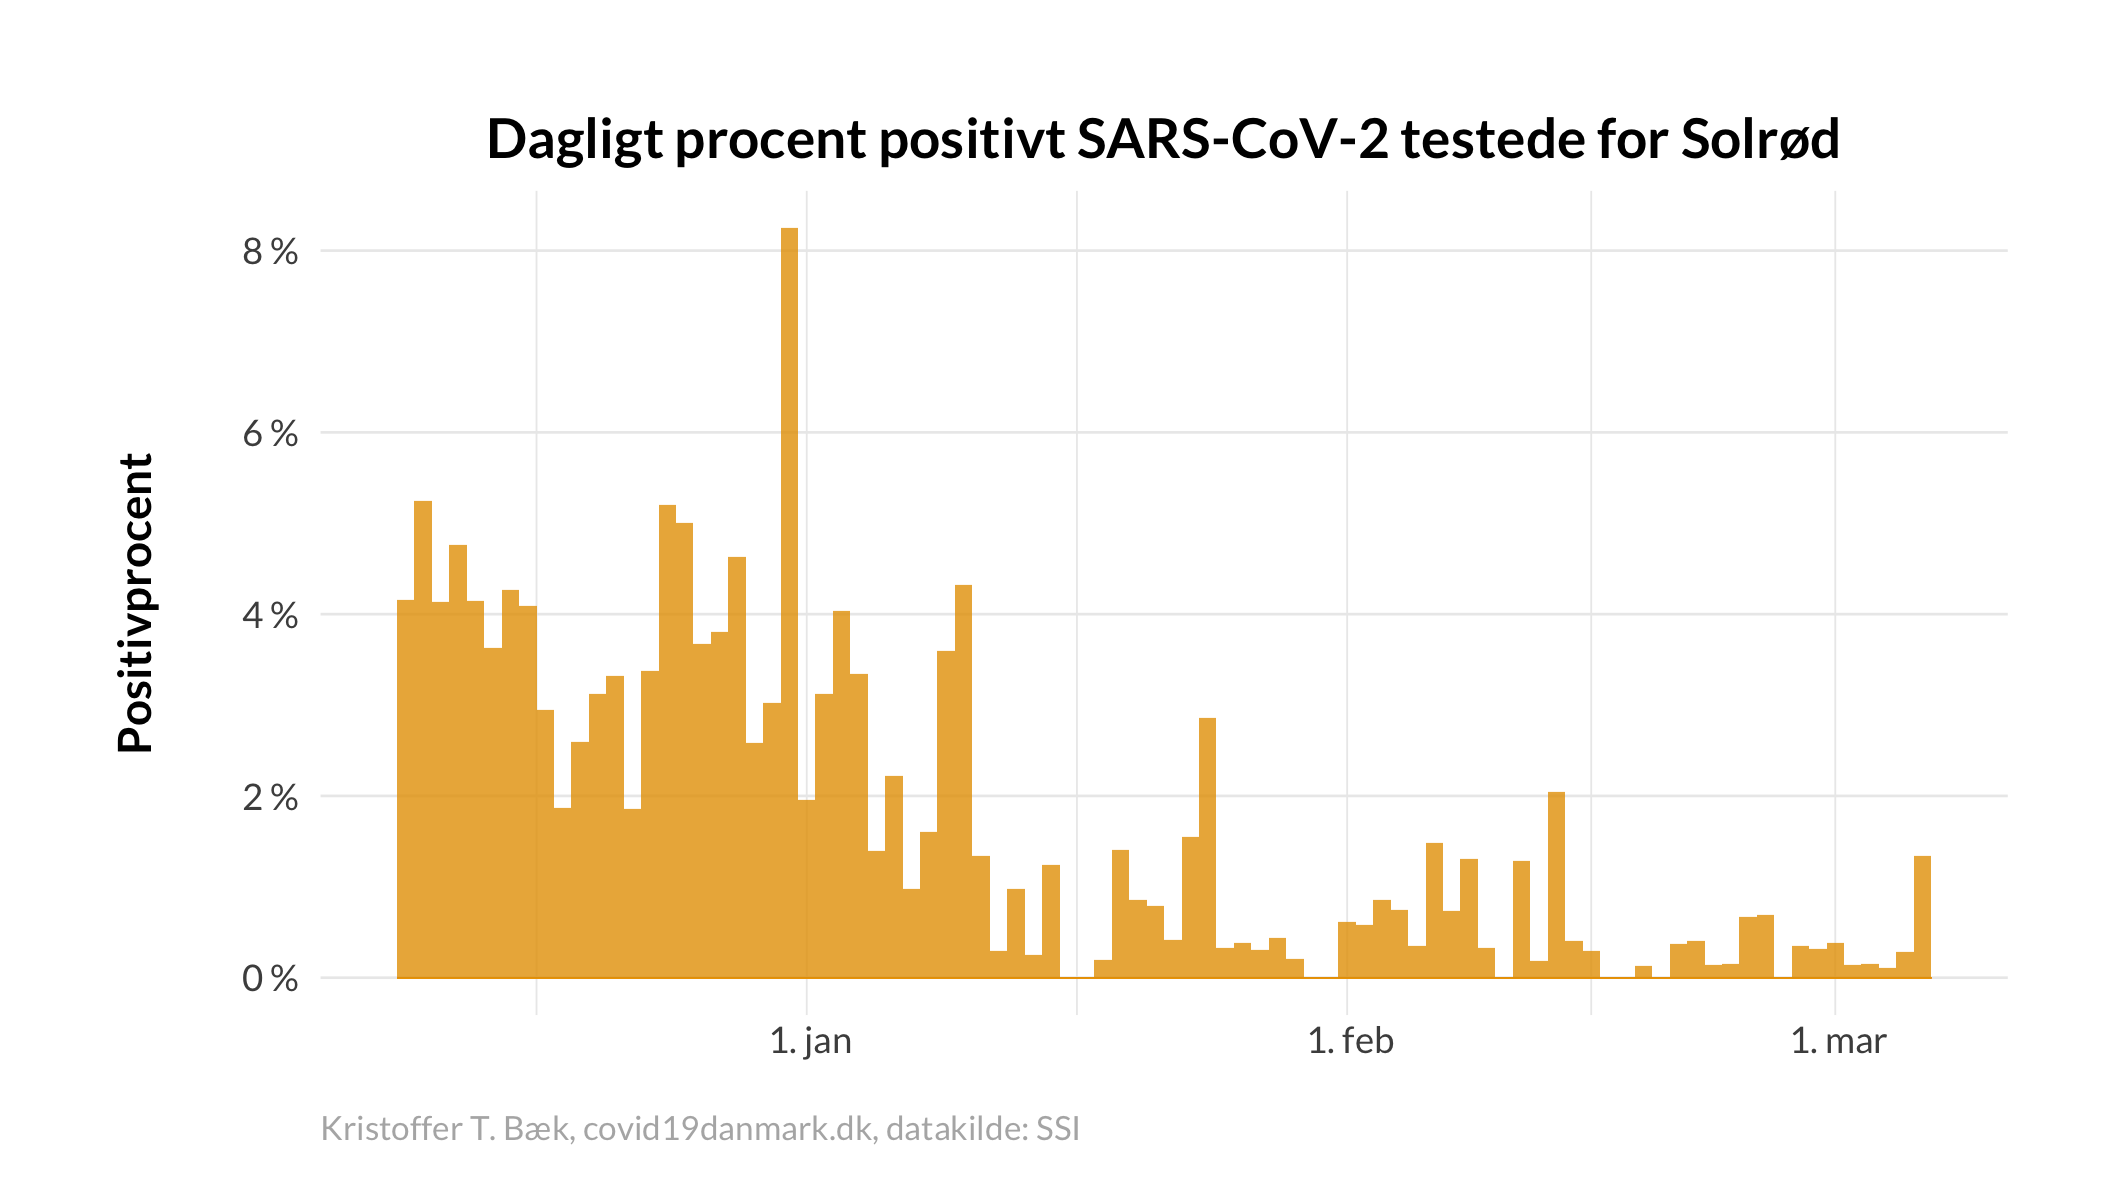 Dagligt procent positivt SARS-CoV-2 testede for Solrød
Positivprocent
8 %
6 %
4 %
2 %
0 %
1. jan
1. feb
1. mar
Kristoffer T. Bæk, covid19danmark.dk, datakilde: SSI